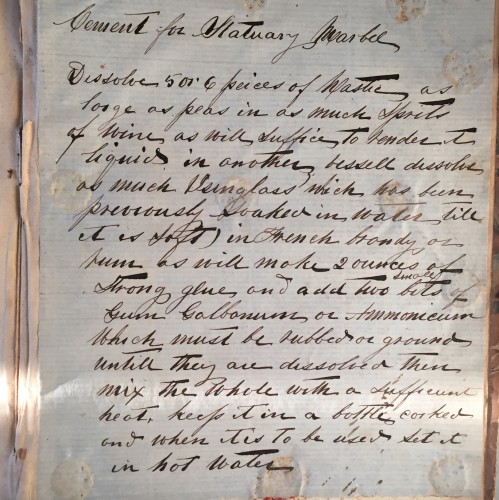 Cement for Statuary Marbel
Dissolve 5 or 6 peices of Mastic as
large as peas in as much Sprits
of Wine as will suffice to render it
liquid in another vessell dissolve
as much Isinglass wich has been
previously Soaked in water till
it is soft) in French brandy or
rum as will make 2 ounces of
strong glue and add two small bits of
Gum Galbanum or Ammonicum
Which must be rubbed or ground
untill they are dissolved then
mix the whole with a sufficient
heat. keep it in a bottle corked
and when it is to be used set it
in hot water